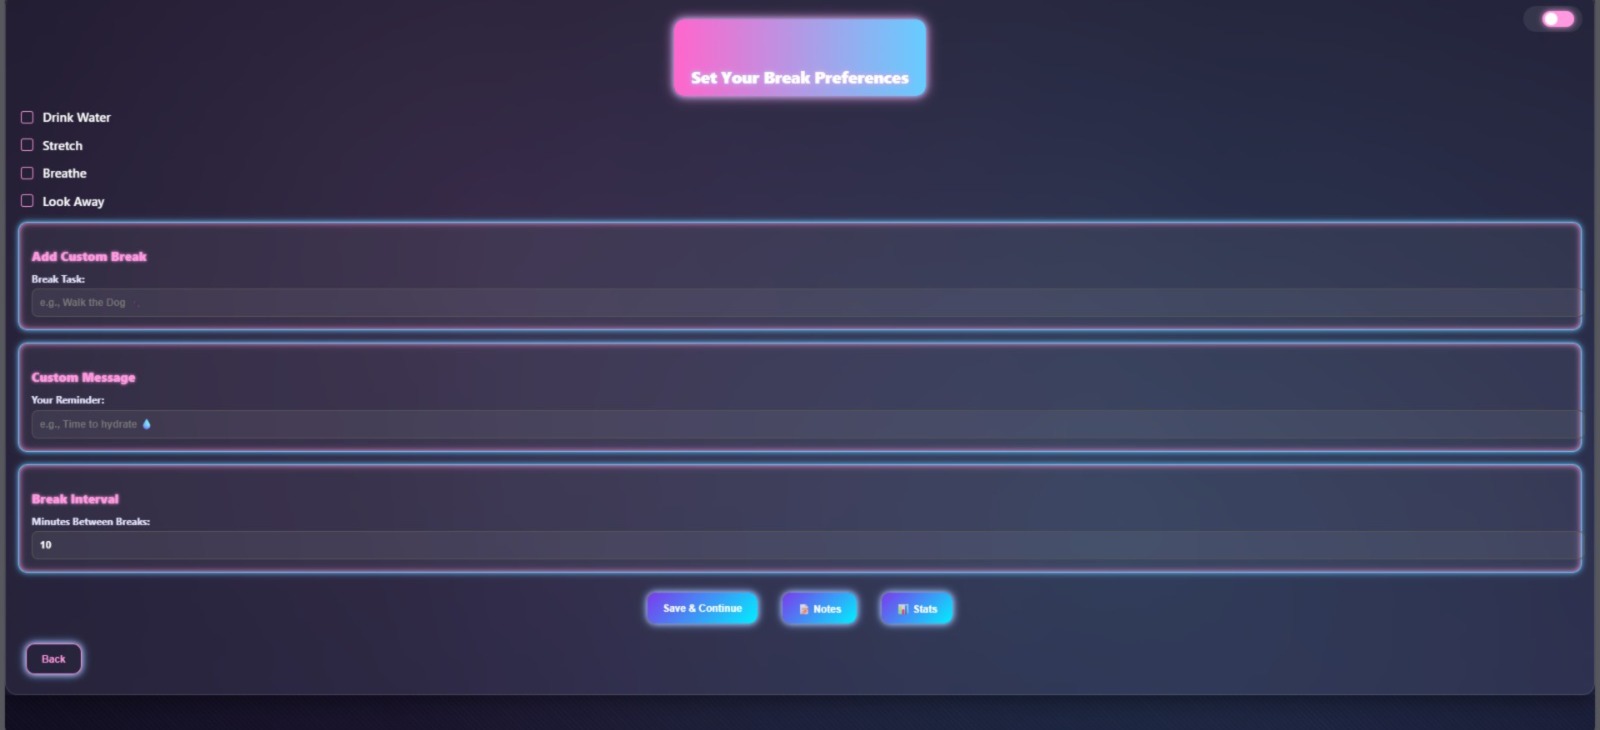 Set Your Break Preferences
Drink Water
Stretch
Breathe
Look Away
Add Custom Break
Break Task:
e.g., Walk the Dog
Custom Message
Your Reminder:
e.g., Time to hydrate 💧
Break Interval
Minutes Between Breaks:
10
Save & Continue
📝 Notes
📊 Stats
Back